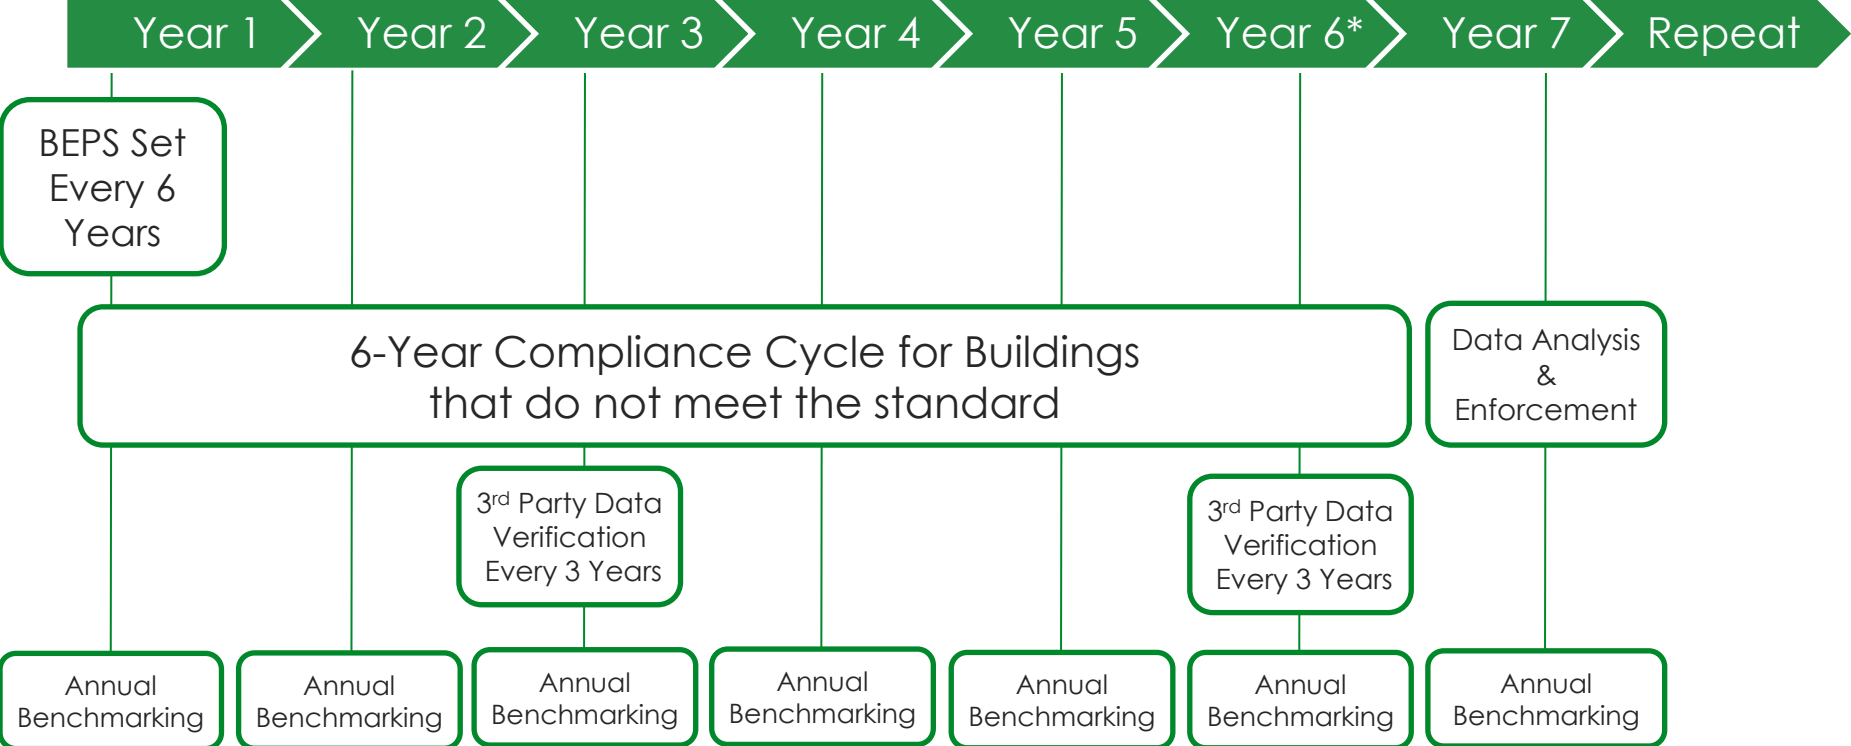 Year 1
Year 2
Year 3
Year 4
Year 5
Year 6*
Year 7
Repeat
BEPS Set
Every 6
Years
6-Year Compliance Cycle for Buildings
that do not meet the standard
Data Analysis
&
Enforcement
3rd Party Data
Verification
Every 3 Years
3rd Party Data
Verification
Every 3 Years
Annual
Benchmarking
Annual
Benchmarking
Annual
Benchmarking
Annual
Benchmarking
Annual
Benchmarking
Annual
Benchmarking
Annual
Benchmarking